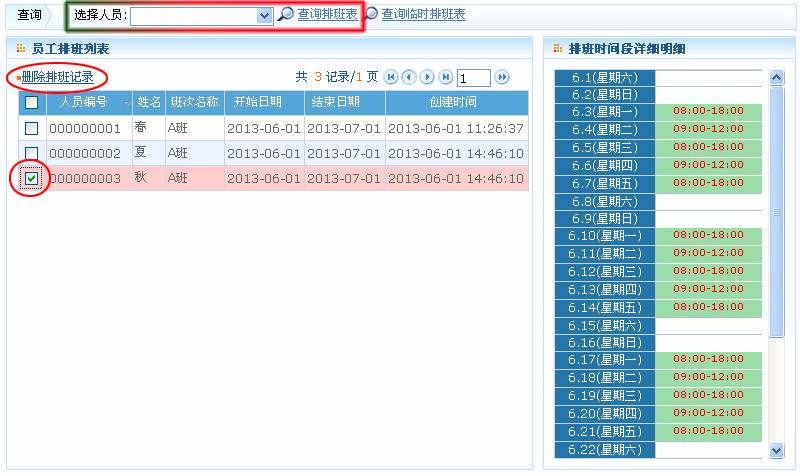 查询 选择人员: 查询排班表 查询临时排班表
员工排班列表
删除排班记录 共 3 记录/1 页 1
人员编号 姓名 班次名称 开始日期 结束日期 创建时间
000000001 春 A班 2013-06-01 2013-07-01 2013-06-01 11:26:37
000000002 夏 A班 2013-06-01 2013-07-01 2013-06-01 14:46:10
000000003 秋 A班 2013-06-01 2013-07-01 2013-06-01 14:46:10
排班时间段详细明细
6.1(星期六)
6.2(星期日)
6.3(星期一) 08:00-18:00
6.4(星期二) 09:00-12:00
6.5(星期三) 08:00-18:00
6.6(星期四) 09:00-12:00
6.7(星期五) 08:00-18:00
6.8(星期六)
6.9(星期日)
6.10(星期一) 08:00-18:00
6.11(星期二) 09:00-12:00
6.12(星期三) 08:00-18:00
6.13(星期四) 09:00-12:00
6.14(星期五) 08:00-18:00
6.15(星期六)
6.16(星期日)
6.17(星期一) 08:00-18:00
6.18(星期二) 09:00-12:00
6.19(星期三) 08:00-18:00
6.20(星期四) 09:00-12:00
6.21(星期五) 08:00-18:00
6.22(星期六)